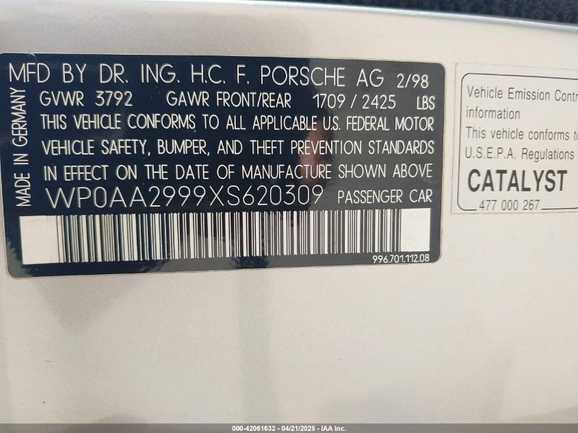 MFD BY DR. ING. H.C. F. PORSCHE AG 2/98
GVWR 3792 GAWR FRONT/REAR 1709 / 2425 LBS
THIS VEHICLE CONFORMS TO ALL APPLICABLE U.S. FEDERAL MOTOR
VEHICLE SAFETY, BUMPER, AND THEFT PREVENTION STANDARDS
IN EFFECT ON THE DATE OF MANUFACTURE SHOWN ABOVE
WP0AA2999XS620309 PASSENGER CAR
996.701.112.08
MADE IN GERMANY
Vehicle Emission Contr
information
This vehicle conforms to
U.S.E.P.A. Regulations
CATALYST
477 000 267
000-42061632 - 04/21/2025 - IAA Inc.